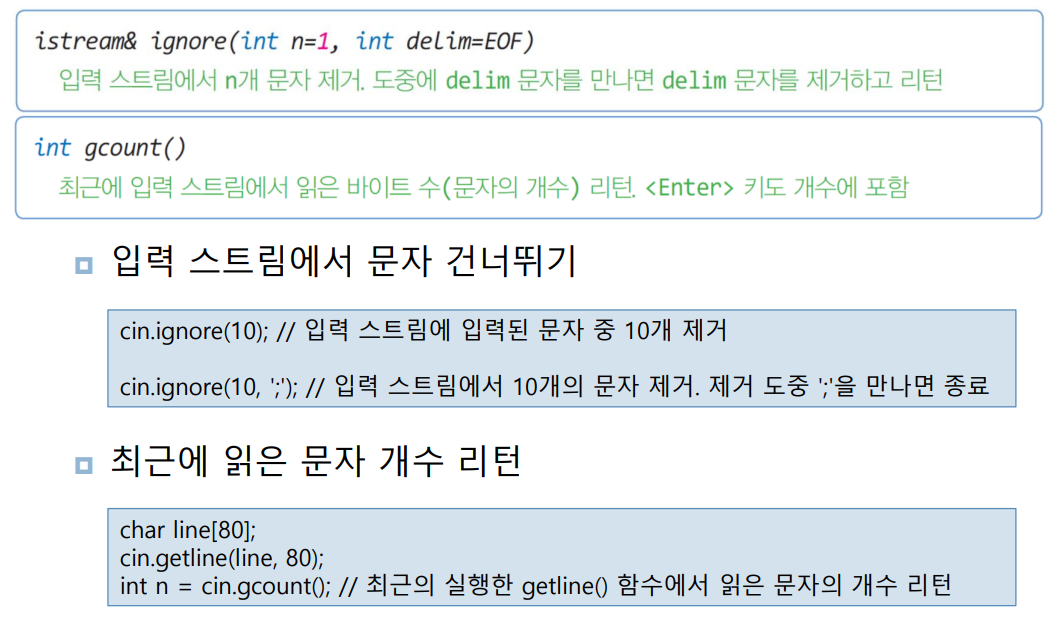 istream& ignore(int n=1, int delim=EOF)
입력 스트림에서 n개 문자 제거. 도중에 delim 문자를 만나면 delim 문자를 제거하고 리턴
int gcount()
최근에 입력 스트림에서 읽은 바이트 수(문자의 개수) 리턴. <Enter> 키도 개수에 포함
입력 스트림에서 문자 건너뛰기
cin.ignore(10); // 입력 스트림에 입력된 문자 중 10개 제거
cin.ignore(10, ';'); // 입력 스트림에서 10개의 문자 제거. 제거 도중 ';'을 만나면 종료
최근에 읽은 문자 개수 리턴
char line[80];
cin.getline(line, 80);
int n = cin.gcount(); // 최근의 실행한 getline() 함수에서 읽은 문자의 개수 리턴